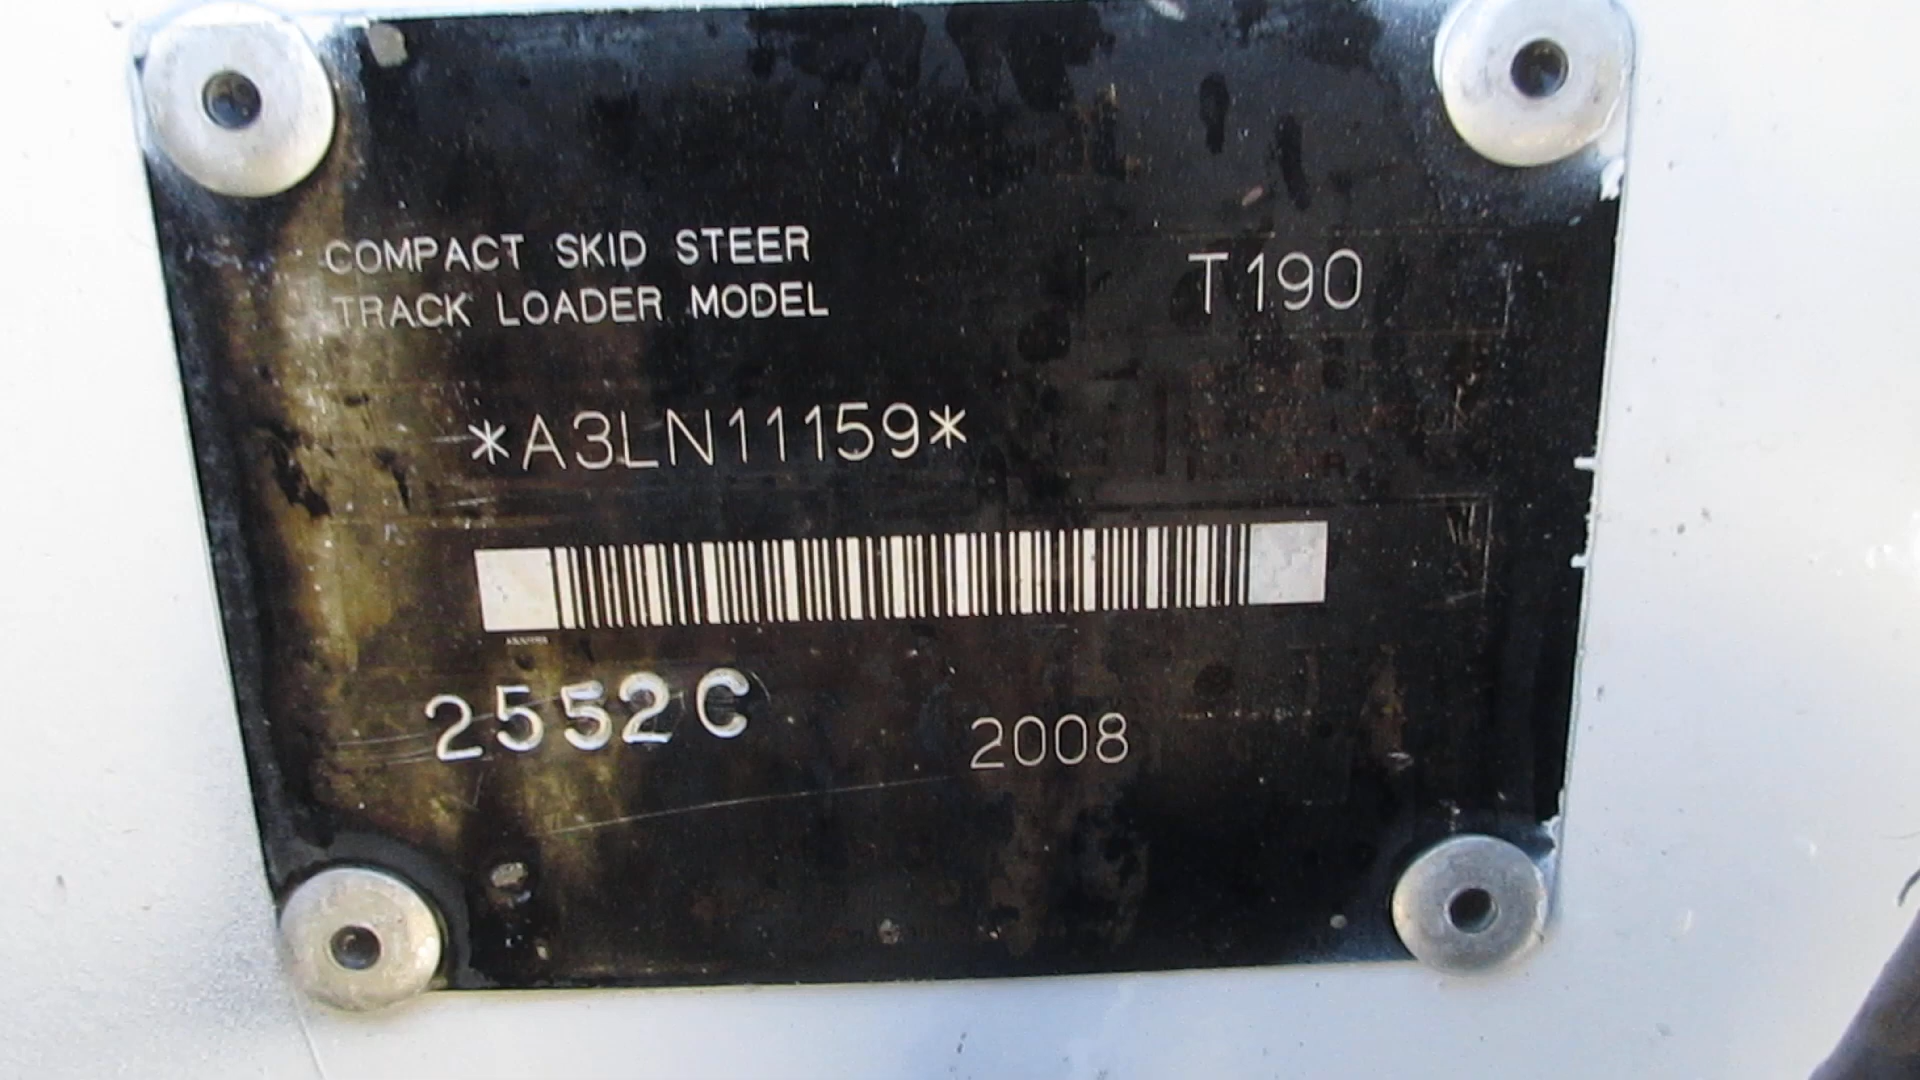 COMPACT SKID STEER
TRACK LOADER MODEL
T190
*A3LN11159*
2552C
2008